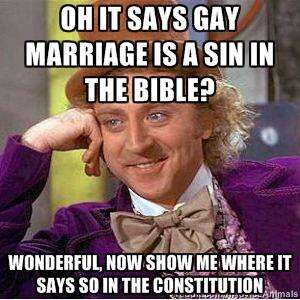 OH IT SAYS GAY
MARRIAGE IS A SIN IN
THE BIBLE?
WONDERFUL, NOW SHOW ME WHERE IT
SAYS SO IN THE CONSTITUTION
Animals